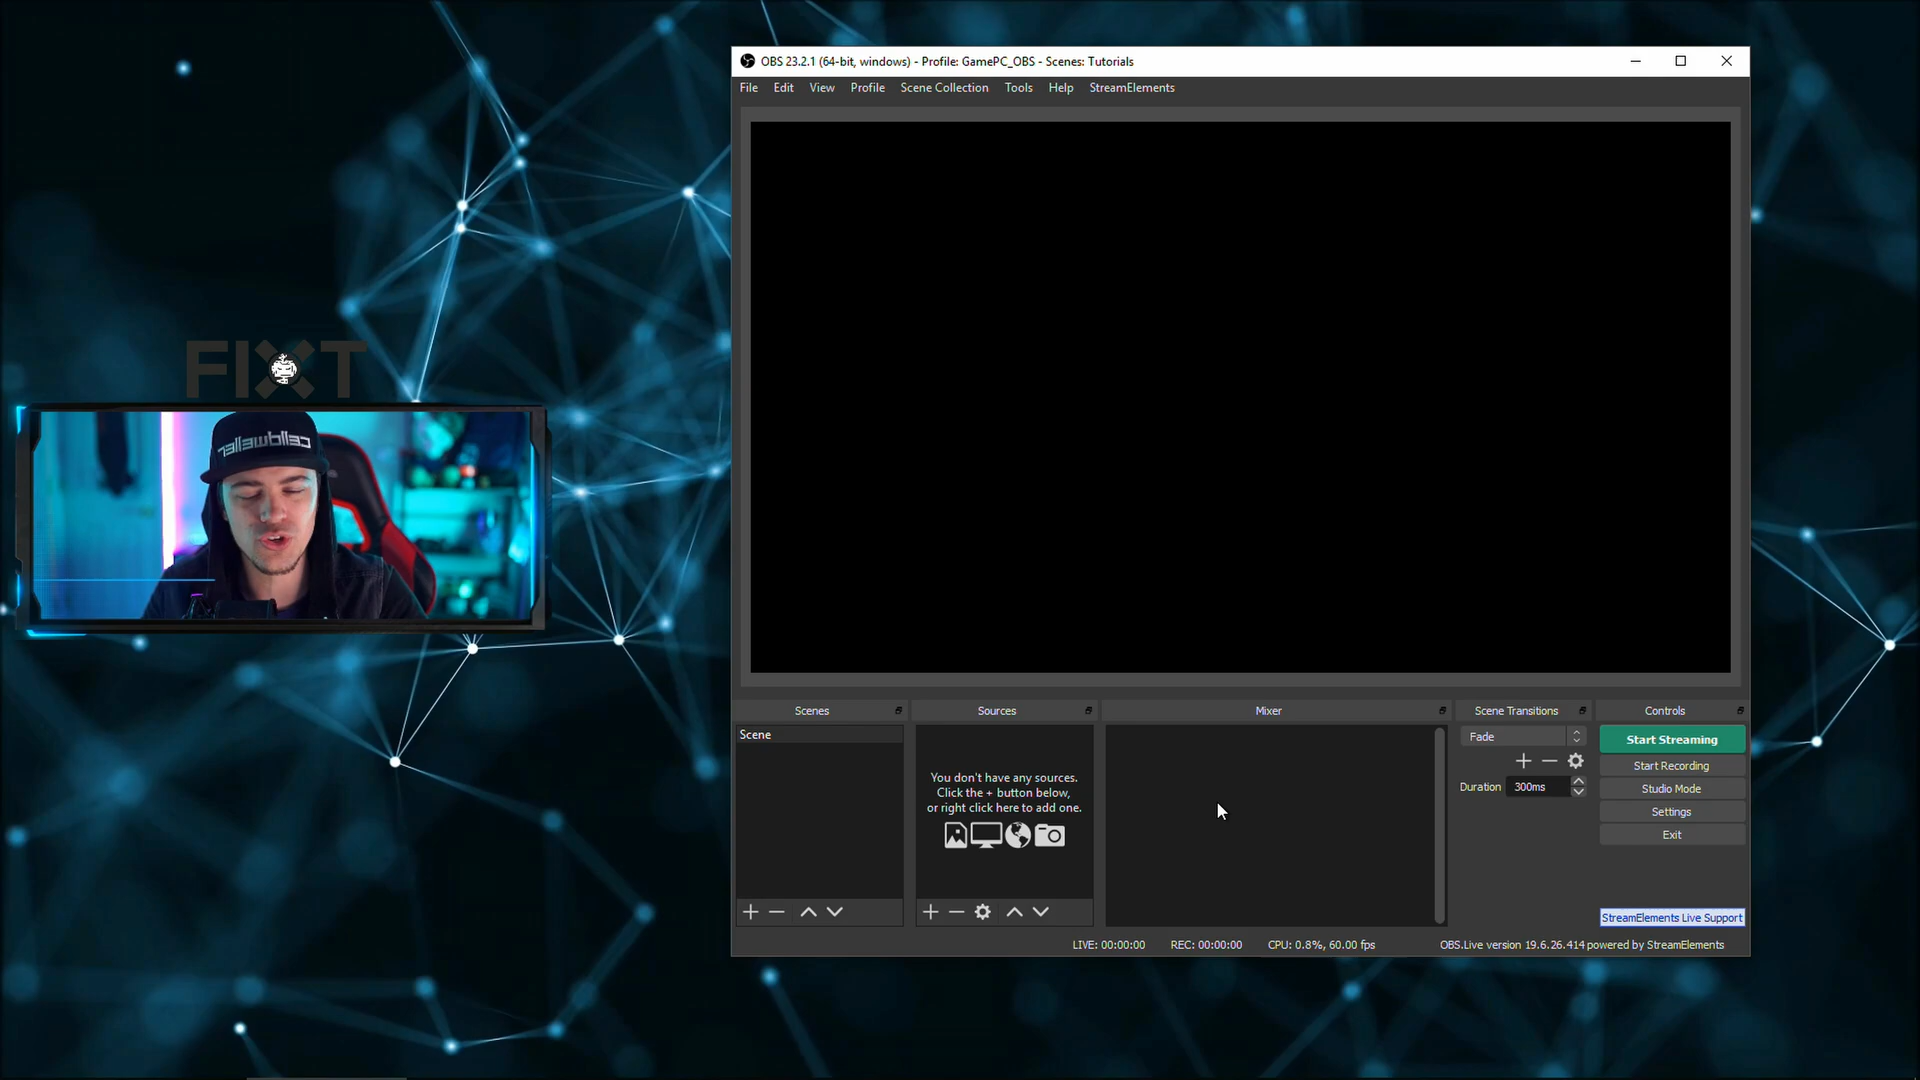 OBS 23.2.1 (64-bit, windows) - Profile: GamePC_OBS - Scenes: Tutorials
File Edit View Profile Scene Collection Tools Help StreamElements
FIXT
celldweller
Scenes
Scene
Sources
You don't have any sources.
Click the + button below,
or right click here to add one.
Mixer
Scene Transitions
Fade
Duration 300ms
Controls
Start Streaming
Start Recording
Studio Mode
Settings
Exit
StreamElements Live Support
LIVE: 00:00:00 REC: 00:00:00 CPU: 0.8%, 60.00 fps OBS.Live version 19.6.26.414 powered by StreamElements